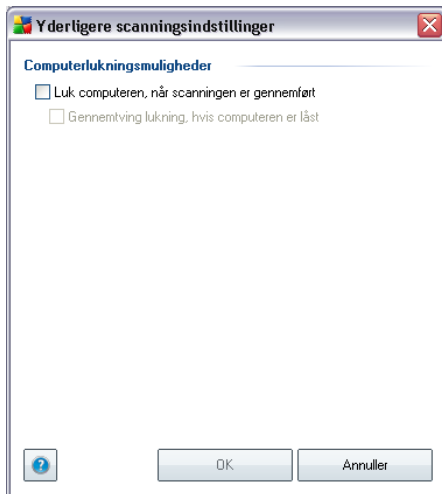 Yderligere scanningsindstillinger
Computerlukningsmuligheder
Luk computeren, når scanningen er gennemført
Gennemtving lukning, hvis computeren er låst
?
OK
Annuller